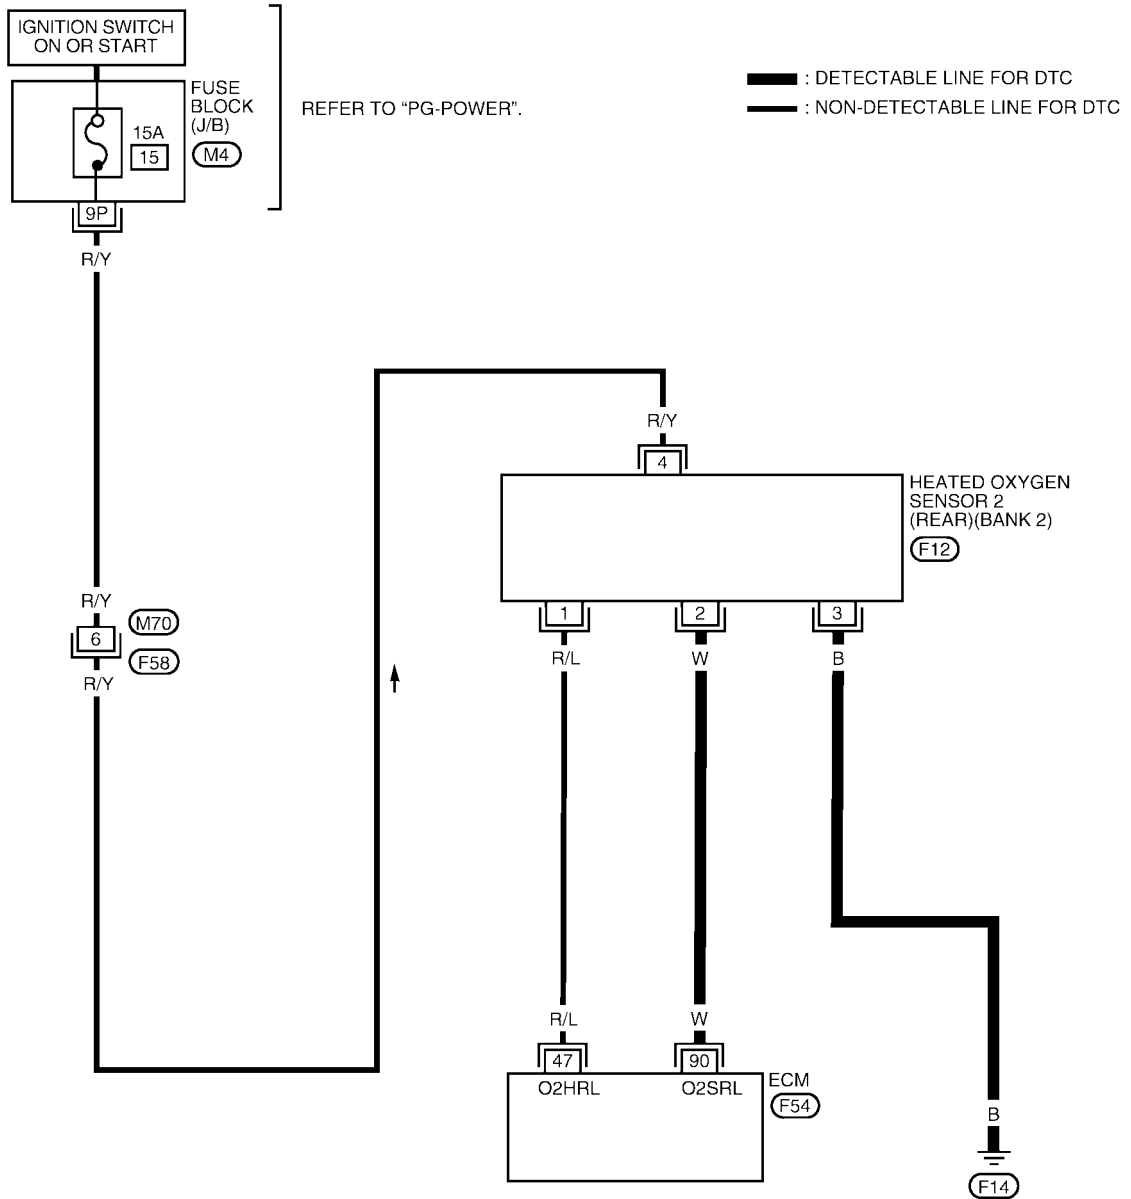 IGNITION SWITCH
ON OR START
FUSE
BLOCK
(J/B)
M4
15A
15
9P
R/Y
REFER TO “PG-POWER”.
: DETECTABLE LINE FOR DTC
: NON-DETECTABLE LINE FOR DTC
R/Y
4
HEATED OXYGEN
SENSOR 2
(REAR)(BANK 2)
F12
R/Y
6
M70
F58
R/Y
1
2
3
R/L
W
B
R/L
W
47
90
O2HRL
O2SRL
ECM
F54
B
F14